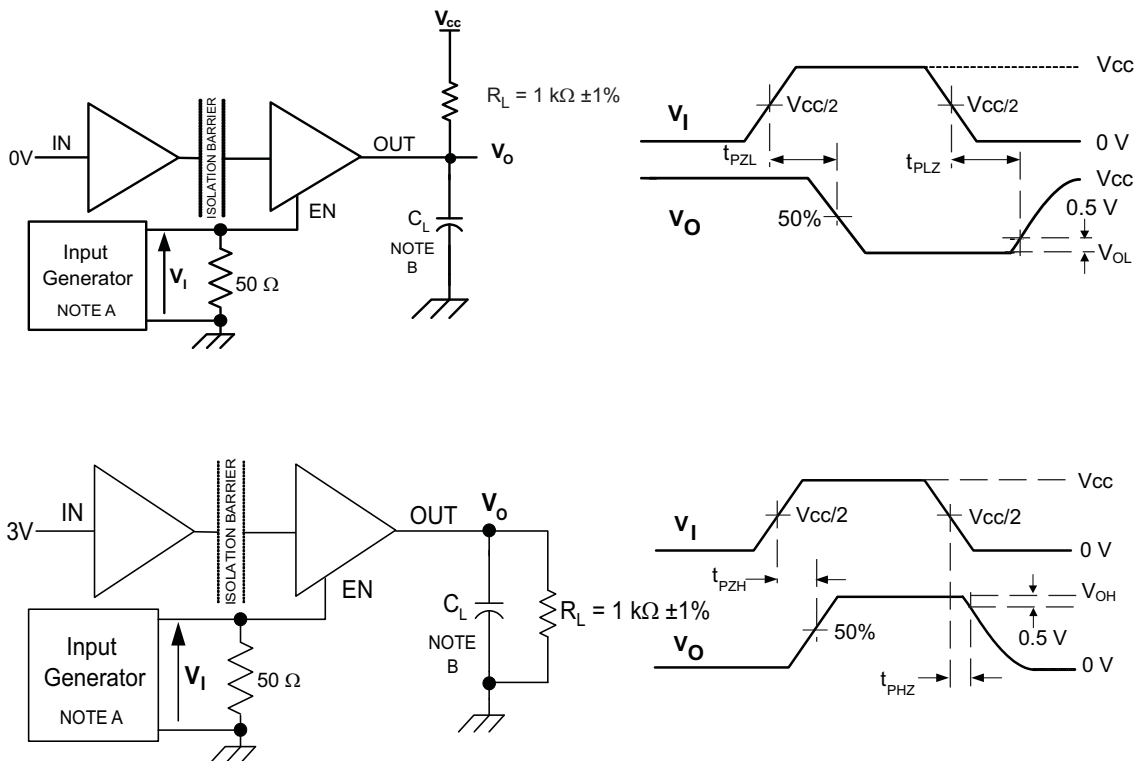 Vcc
RL = 1 kΩ ±1%
0V
IN
ISOLATION BARRIER
OUT
VO
EN
CL
NOTE
B
Input
Generator
NOTE A
VI
50 Ω
Vcc
VI
Vcc/2
Vcc/2
0 V
tPZL
tPLZ
Vcc
VO
50%
0.5 V
VOL
3V
IN
ISOLATION BARRIER
OUT
VO
EN
CL
NOTE
B
RL = 1 kΩ ±1%
Input
Generator
NOTE A
VI
50 Ω
Vcc
VI
Vcc/2
Vcc/2
0 V
tPZH
VOH
VO
50%
0.5 V
0 V
tPHZ